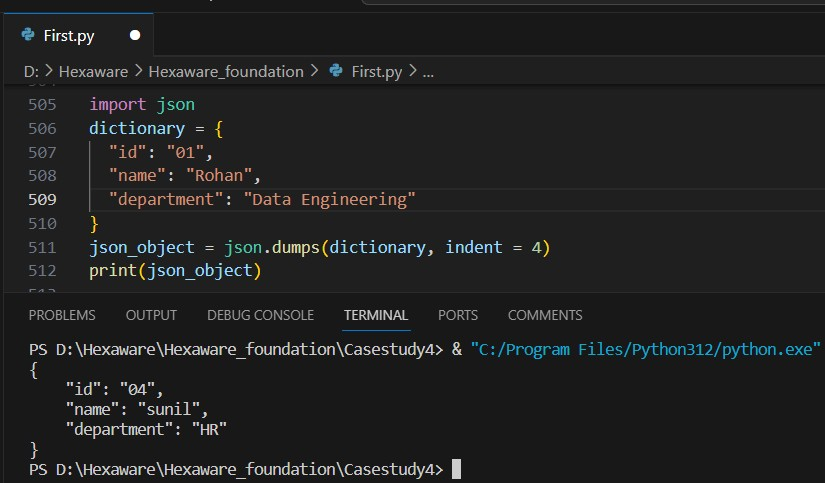 First.py
D: > Hexaware > Hexaware_foundation > First.py > ...
505 import json
506 dictionary = {
507   "id": "01",
508   "name": "Rohan",
509   "department": "Data Engineering"
510 }
511 json_object = json.dumps(dictionary, indent = 4)
512 print(json_object)
PROBLEMS OUTPUT DEBUG CONSOLE TERMINAL PORTS COMMENTS
PS D:\Hexaware\Hexaware_foundation\Casestudy4> & "C:/Program Files/Python312/python.exe"
{
    "id": "04",
    "name": "sunil",
    "department": "HR"
}
PS D:\Hexaware\Hexaware_foundation\Casestudy4>